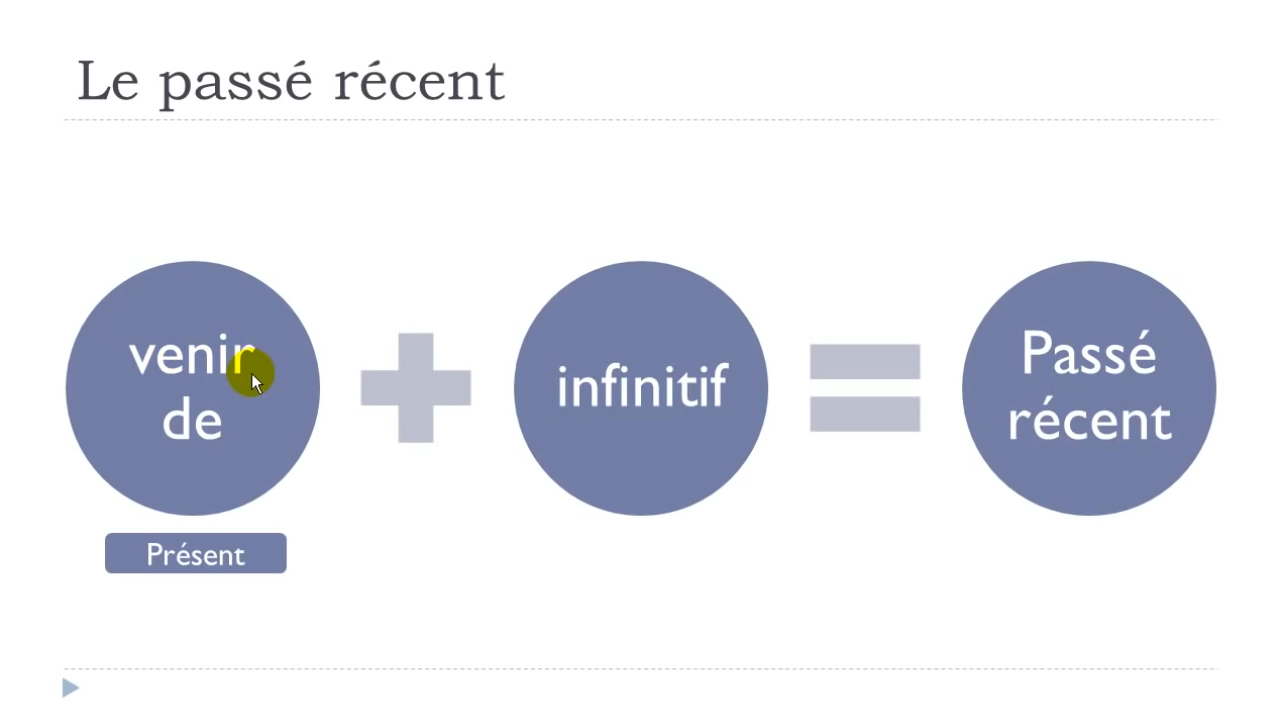 Le passé récent
venir
de
infinitif
Passé
récent
Présent